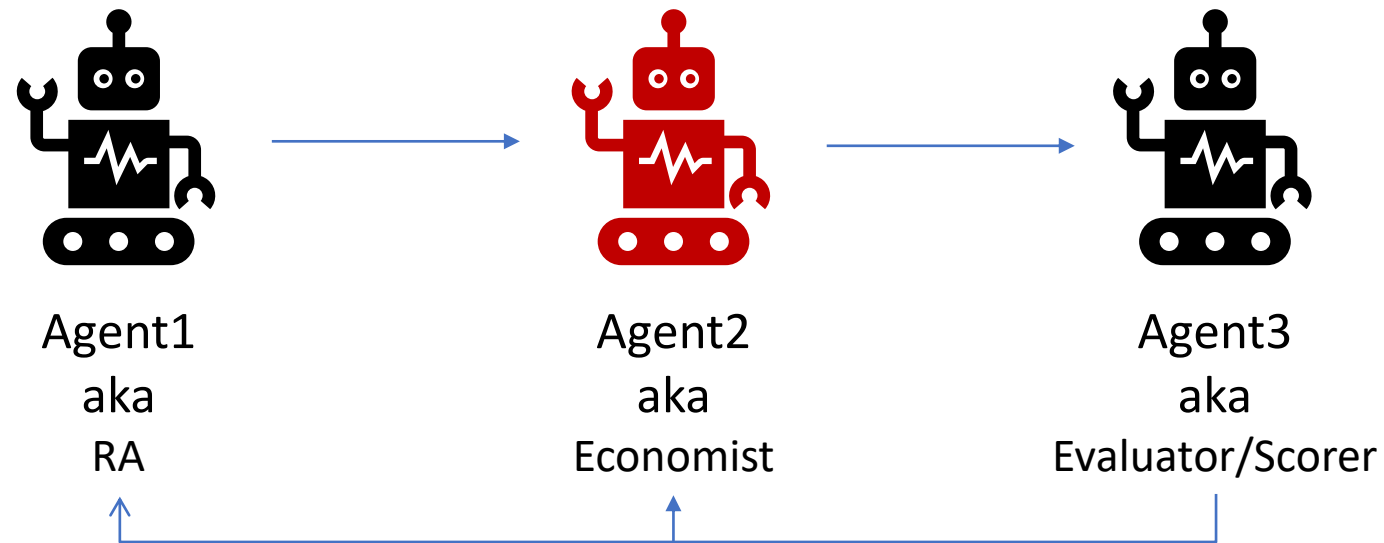 Agent1
aka
RA
Agent2
aka
Economist
Agent3
aka
Evaluator/Scorer